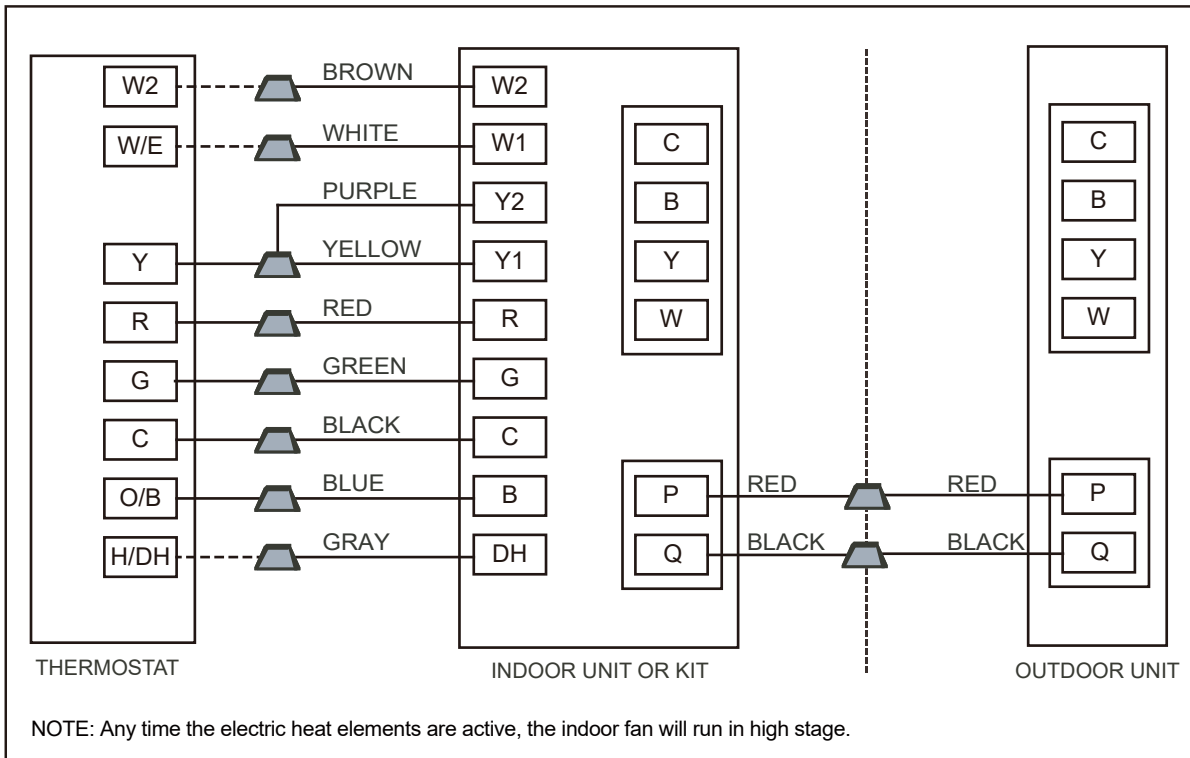 W2 BROWN W2
W/E WHITE W1 C C
PURPLE Y2 B B
Y YELLOW Y1 Y Y
R RED R W W
G GREEN G
C BLACK C
O/B BLUE B P RED RED P
H/DH GRAY DH Q BLACK BLACK Q
THERMOSTAT INDOOR UNIT OR KIT OUTDOOR UNIT
NOTE: Any time the electric heat elements are active, the indoor fan will run in high stage.